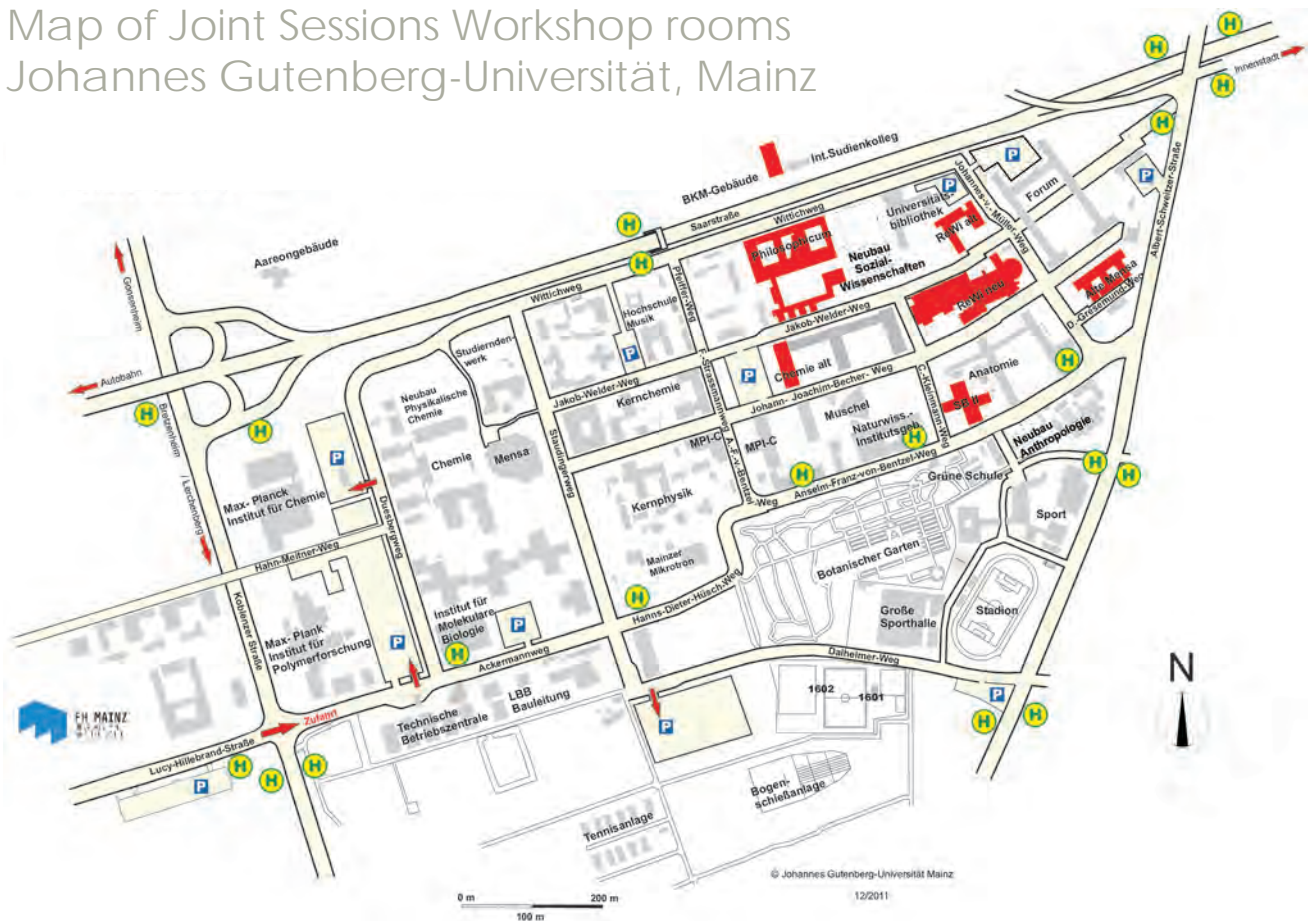 Map of Joint Sessions Workshop rooms
Johannes Gutenberg-Universität, Mainz
H
H
H
Innenstadt
H
Int.Sudienkolleg
BKM-Gebäude
Saarstraße
Wittichweg
P
P
P
Johannes-v.-Müller-Weg
Forum
Albert-Schweitzer-Straße
Universitäts-
bibliothek
ReWi alt
Philosophicum
Neubau
Sozial-
Wissenschaften
ReWi neu
Alte Mensa
D.-Gresemund-Weg
H
H
Aareongebäude
Gonsenheim
Autobahn
Bretzenheim
/ Lerchenberg
H
H
Wittichweg
Pfeiffer-Weg
Hochschule
Musik
P
Studierenden-
werk
Jakob-Welder-Weg
Jakob-Welder-Weg
F.-Strassmannweg
P
Chemie alt
Johann- Joachim-Becher- Weg
C.-Kleinmann-Weg
Anatomie
H
SB II
Neubau
Physikalische
Chemie
Kernchemie
Muschel
Naturwiss.-
Institutsgeb.
H
Neubau
Anthropologie
Chemie
Mensa
Staudingerweg
MPI-C
MPI-C
A.-F.-v.-Bentzel
-Weg
H
Anselm-Franz-von-Bentzel-Weg
Grüne Schule
H
H
P
Max- Planck
Institut für Chemie
Duesbergweg
Kernphysik
Sport
Hahn-Meitner-Weg
Mainzer
Mikrotron
Botanischer Garten
Koblenzer Straße
H
Hanns-Dieter-Hüsch-Weg
Institut für
Molekulare
Biologie
P
Große
Sporthalle
Stadion
Max- Plank
Institut für
Polymerforschung
P
H
Ackermannweg
Dalheimer-Weg
N
FH MAINZ
Zufahrt
Technische
Betriebszentrale
LBB
Bauleitung
1602
1601
P
P
H
H
Lucy-Hillebrand-Straße
H
H
H
P
Bogen-
schießanlage
Tennisanlage
© Johannes Gutenberg-Universität Mainz
12/2011
0 m
200 m
100 m